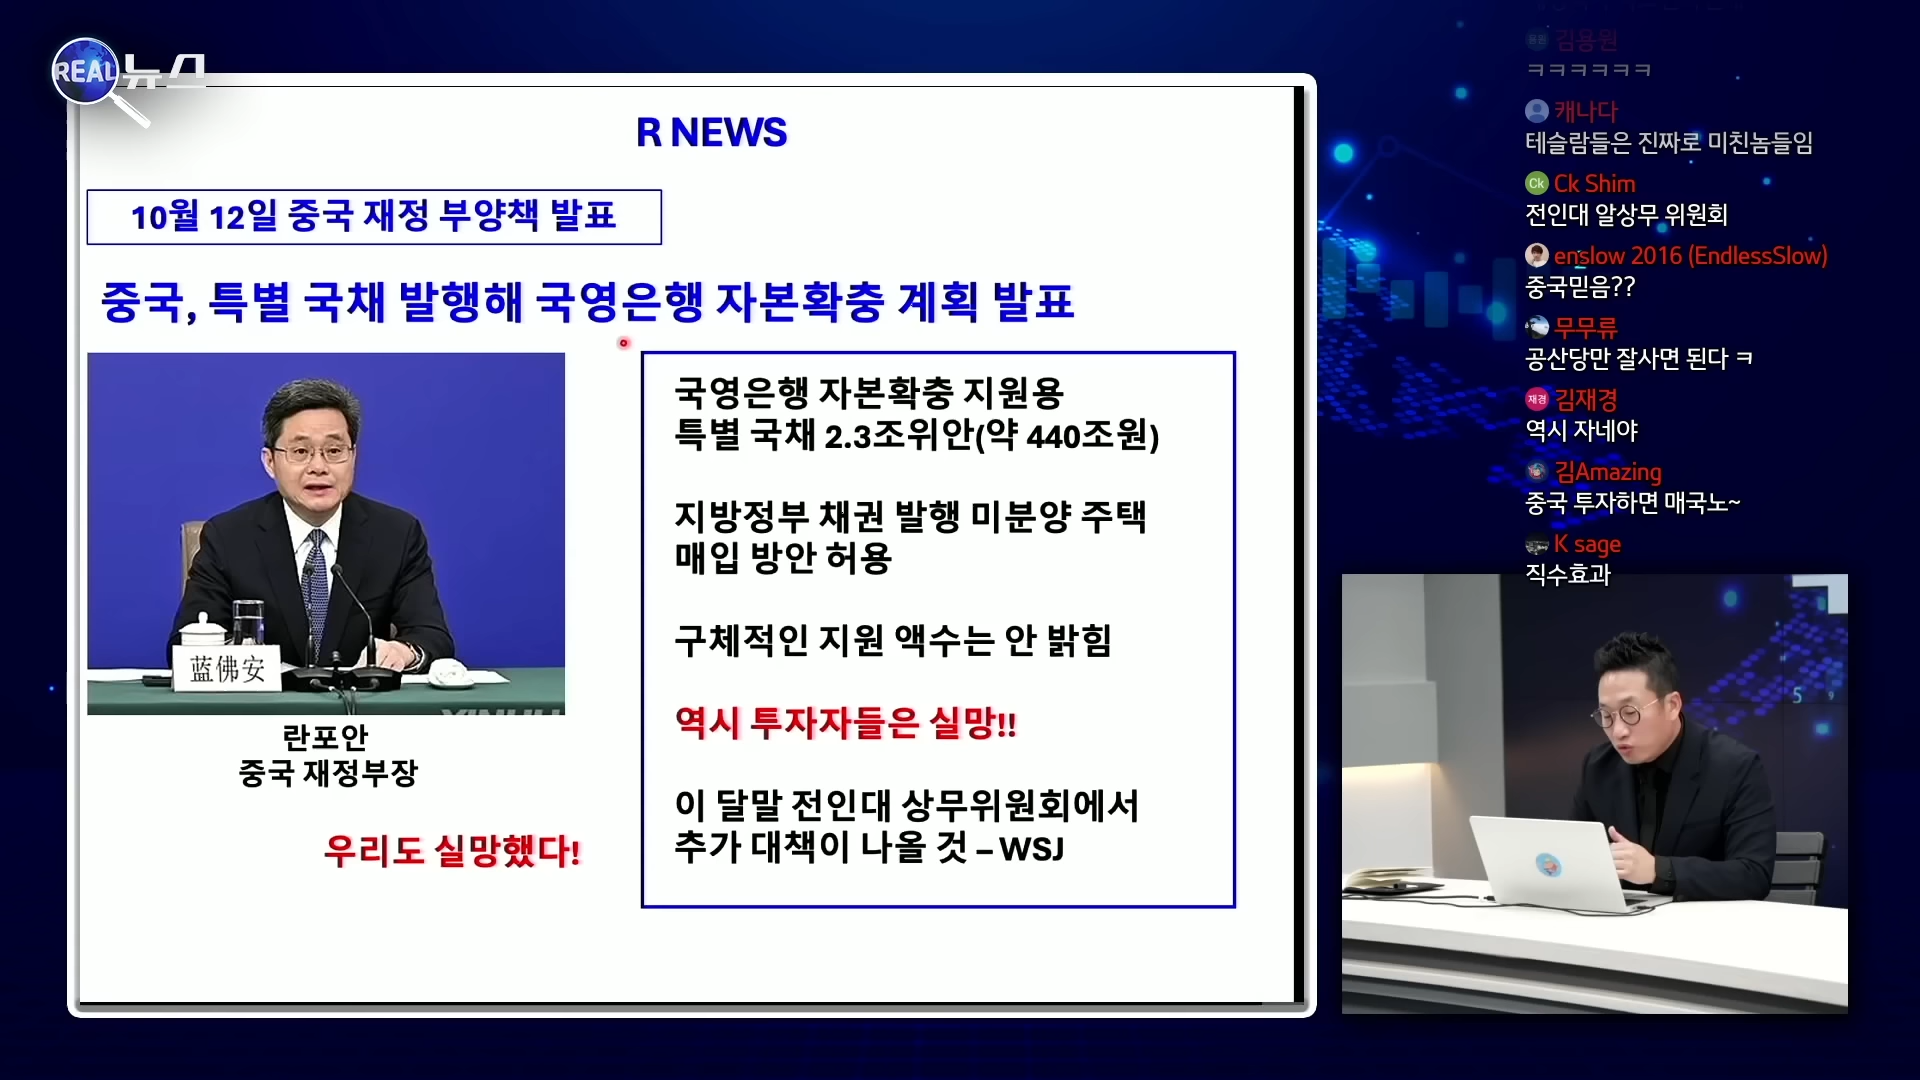 REAL뉴스
R NEWS
10월 12일 중국 재정 부양책 발표
중국, 특별 국채 발행해 국영은행 자본확충 계획 발표
蓝佛安
란포안
중국 재정부장
우리도 실망했다!
국영은행 자본확충 지원용
특별 국채 2.3조위안(약 440조원)
지방정부 채권 발행 미분양 주택
매입 방안 허용
구체적인 지원 액수는 안 밝힘
역시 투자자들은 실망!!
이 달말 전인대 상무위원회에서
추가 대책이 나올 것 – WSJ
김용원
ㅋㅋㅋㅋㅋㅋ
캐나다
테슬람들은 진짜로 미친놈들임
Ck Ck Shim
전인대 알상무 위원회
enslow 2016 (EndlessSlow)
중국믿음??
무무류
공산당만 잘사면 된다 ㅋ
재경 김재경
역시 자네야
김Amazing
중국 투자하면 매국노~
K sage
직수효과
5 9